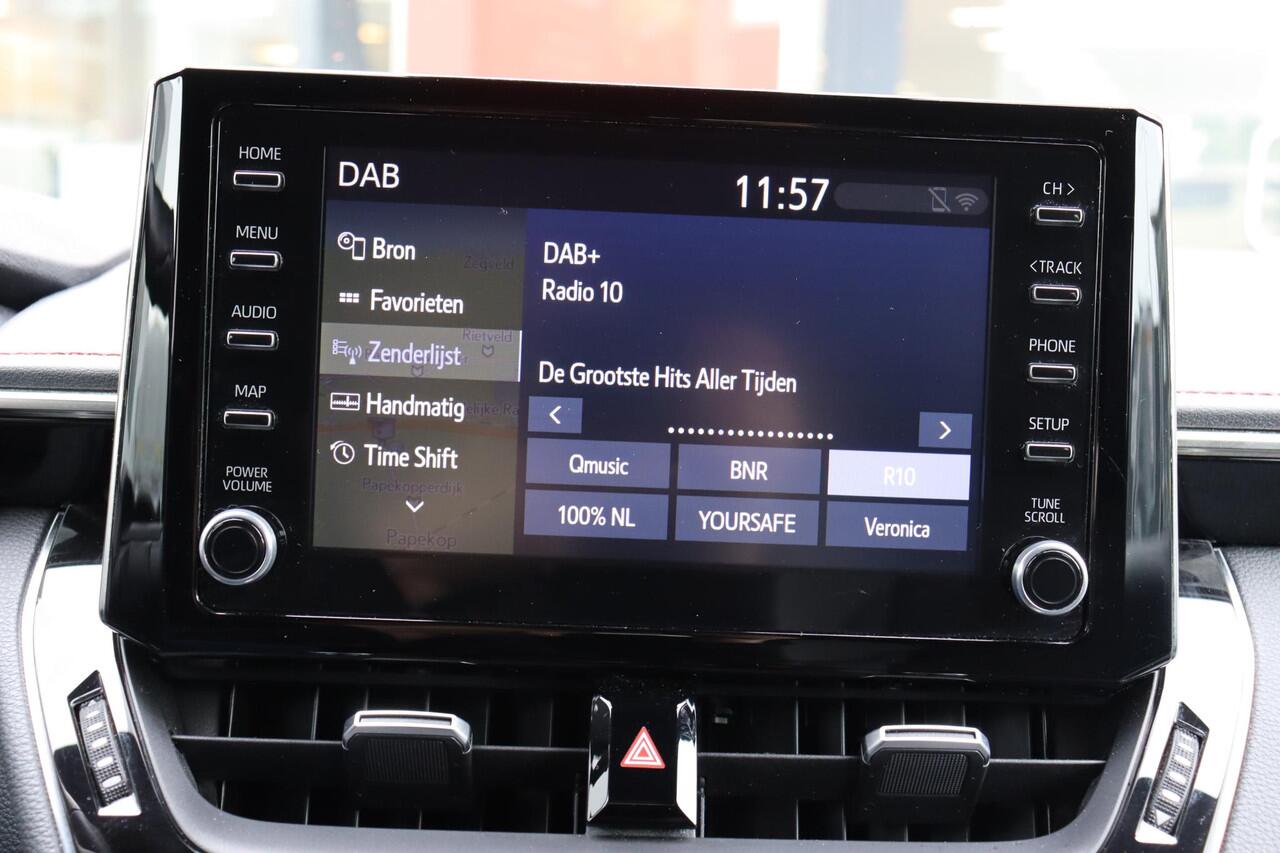 HOME
MENU
AUDIO
MAP
POWER
VOLUME
DAB
11:57
Bron
Zegveld
Favorieten
Rietveld
Zenderlijst
Handmatig
Time Shift
Papekopperdijk
Papekop
DAB+
Radio 10
De Grootste Hits Aller Tijden
<
>
Qmusic
BNR
R10
100% NL
YOURSAFE
Veronica
CH >
<TRACK
PHONE
SETUP
TUNE
SCROLL